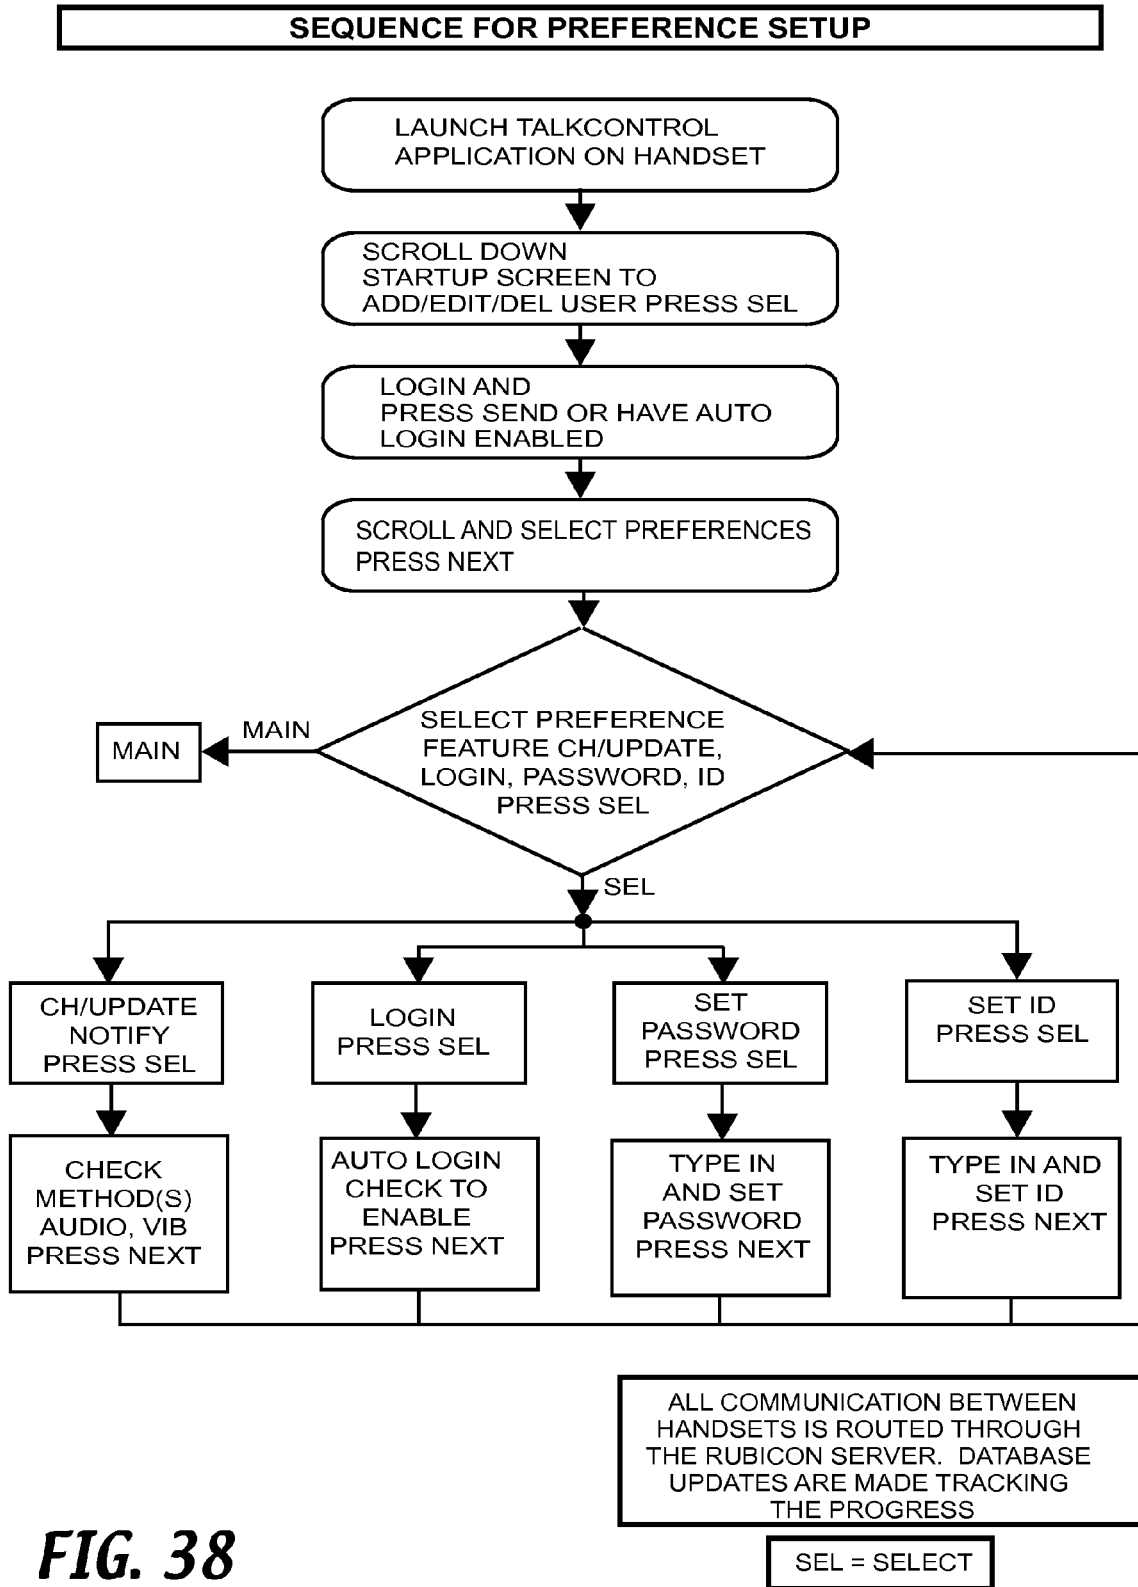 SEQUENCE FOR PREFERENCE SETUP
LAUNCH TALKCONTROL
APPLICATION ON HANDSET
SCROLL DOWN
STARTUP SCREEN TO
ADD/EDIT/DEL USER PRESS SEL
LOGIN AND
PRESS SEND OR HAVE AUTO
LOGIN ENABLED
SCROLL AND SELECT PREFERENCES
PRESS NEXT
SELECT PREFERENCE
FEATURE CH/UPDATE,
LOGIN, PASSWORD, ID
PRESS SEL
MAIN
MAIN
SEL
CH/UPDATE
NOTIFY
PRESS SEL
LOGIN
PRESS SEL
SET
PASSWORD
PRESS SEL
SET ID
PRESS SEL
CHECK
METHOD(S)
AUDIO, VIB
PRESS NEXT
AUTO LOGIN
CHECK TO
ENABLE
PRESS NEXT
TYPE IN
AND SET
PASSWORD
PRESS NEXT
TYPE IN AND
SET ID
PRESS NEXT
ALL COMMUNICATION BETWEEN
HANDSETS IS ROUTED THROUGH
THE RUBICON SERVER. DATABASE
UPDATES ARE MADE TRACKING
THE PROGRESS
SEL = SELECT
FIG. 38